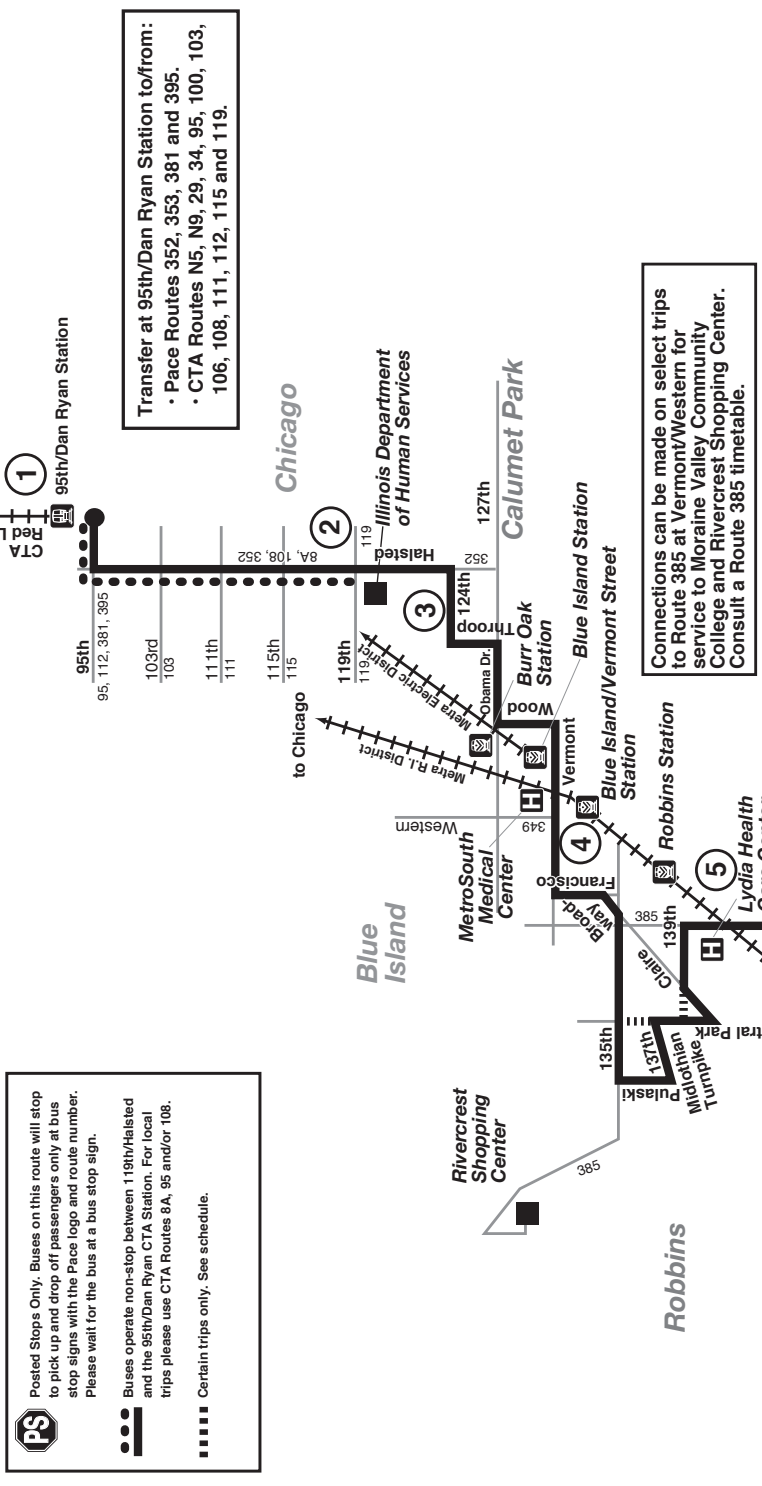 PS
Posted Stops Only. Buses on this route will stop
to pick up and drop off passengers only at bus
stop signs with the Pace logo and route number.
Please wait for the bus at a bus stop sign.
Buses operate non-stop between 119th/Halsted
and the 95th/Dan Ryan CTA Station. For local
trips please use CTA Routes 8A, 95 and/or 108.
Certain trips only. See schedule.
CTA
1
95th/Dan Ryan Station
Transfer at 95th/Dan Ryan Station to/from:
• Pace Routes 352, 353, 381 and 395.
• CTA Routes N5, N9, 29, 34, 95, 100, 103,
106, 108, 111, 112, 115 and 119.
95th
95, 112, 381, 395
103rd
103
111th
111
115th
115
119th
119
8A, 108, 352
Chicago
2
119
Halsted
Illinois Department
of Human Services
3
124th
352
Throop
127th
Calumet Park
Obama Dr.
Burr Oak
Station
Wood
Blue Island Station
Metra Electric District
to Chicago
Metra R.I. District
Western
349
MetroSouth
Medical
Center
H
Vermont
Blue Island/Vermont Street
Station
4
Francisco
Broad-
way
Blue
Island
Robbins Station
5
Lydia Health
385
139th
H
Claire
135th
137th
Midlothian
Turnpike
Pulaski
Park
Rivercrest
Shopping
Center
385
Robbins
Connections can be made on select trips
to Route 385 at Vermont/Western for
service to Moraine Valley Community
College and Rivercrest Shopping Center.
Consult a Route 385 timetable.